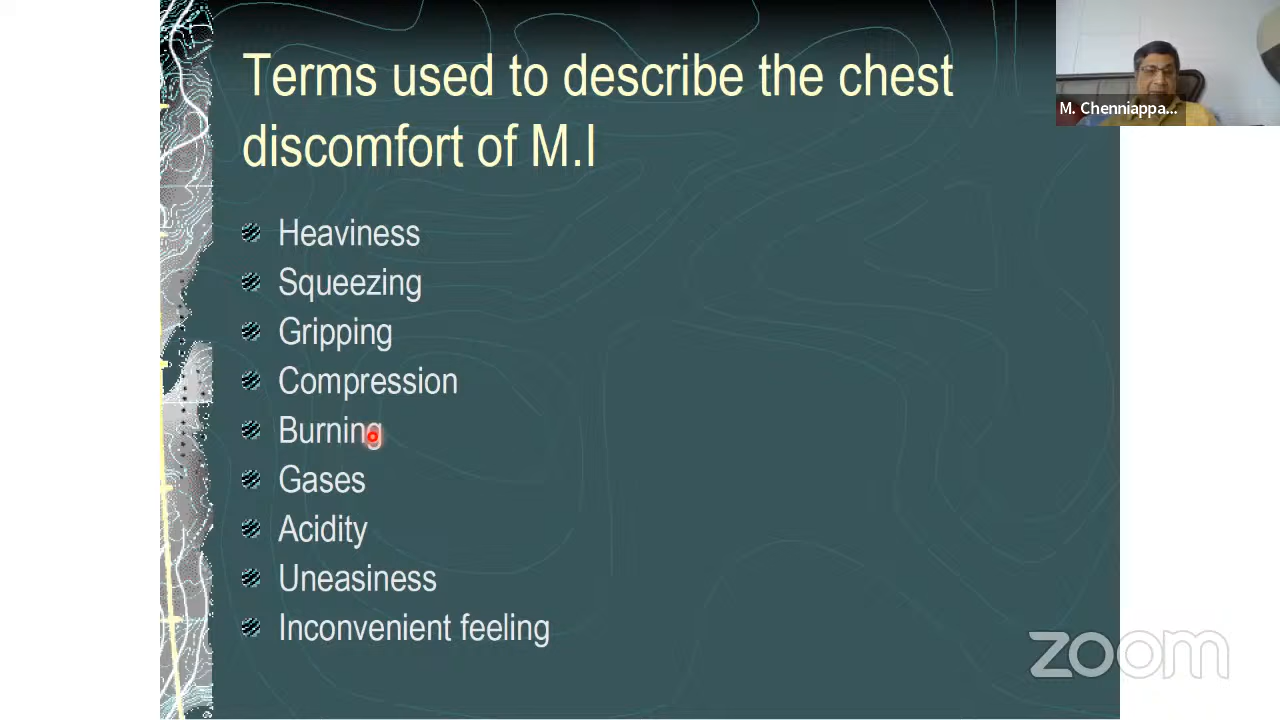 Terms used to describe the chest
discomfort of M.I
M. Chenniappa...
Heaviness
Squeezing
Gripping
Compression
Burning
Gases
Acidity
Uneasiness
Inconvenient feeling
zoom